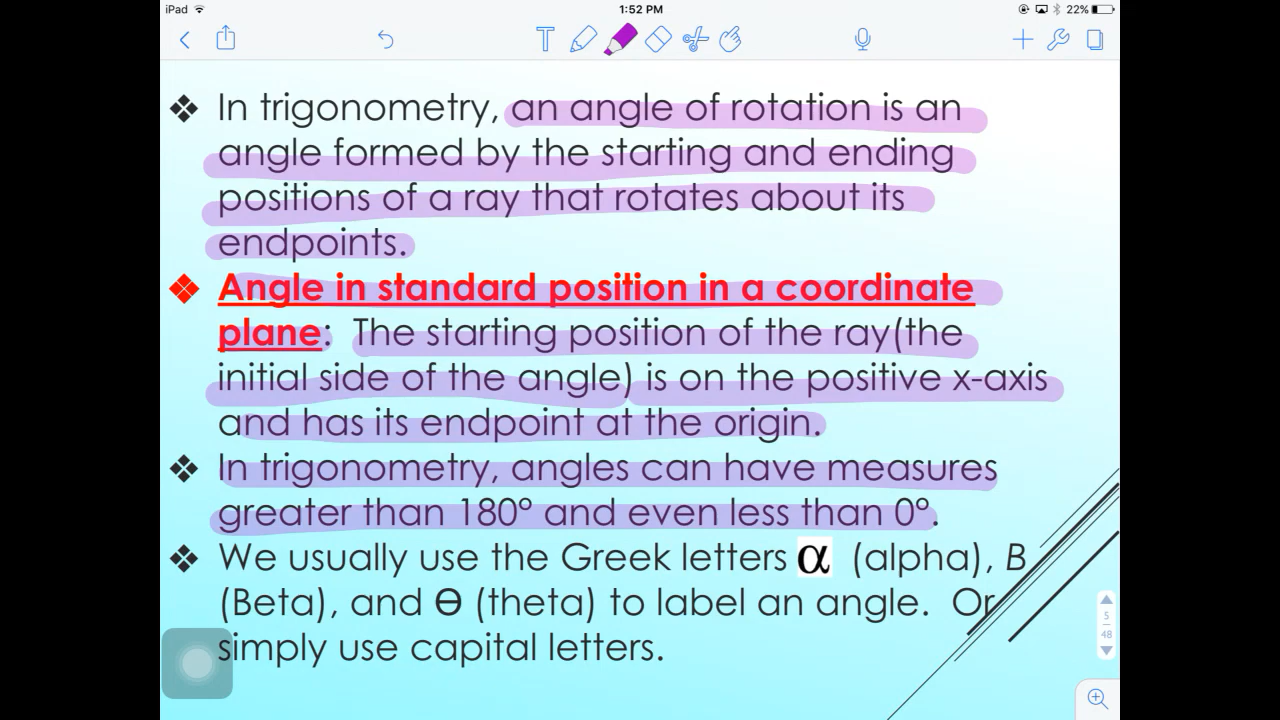 iPad 1:52 PM 22%
T
❖ In trigonometry, an angle of rotation is an
angle formed by the starting and ending
positions of a ray that rotates about its
endpoints.
❖ Angle in standard position in a coordinate
plane: The starting position of the ray(the
initial side of the angle) is on the positive x-axis
and has its endpoint at the origin.
❖ In trigonometry, angles can have measures
greater than 180° and even less than 0°.
❖ We usually use the Greek letters α (alpha), B
(Beta), and ϴ (theta) to label an angle. Or
simply use capital letters.
5
48